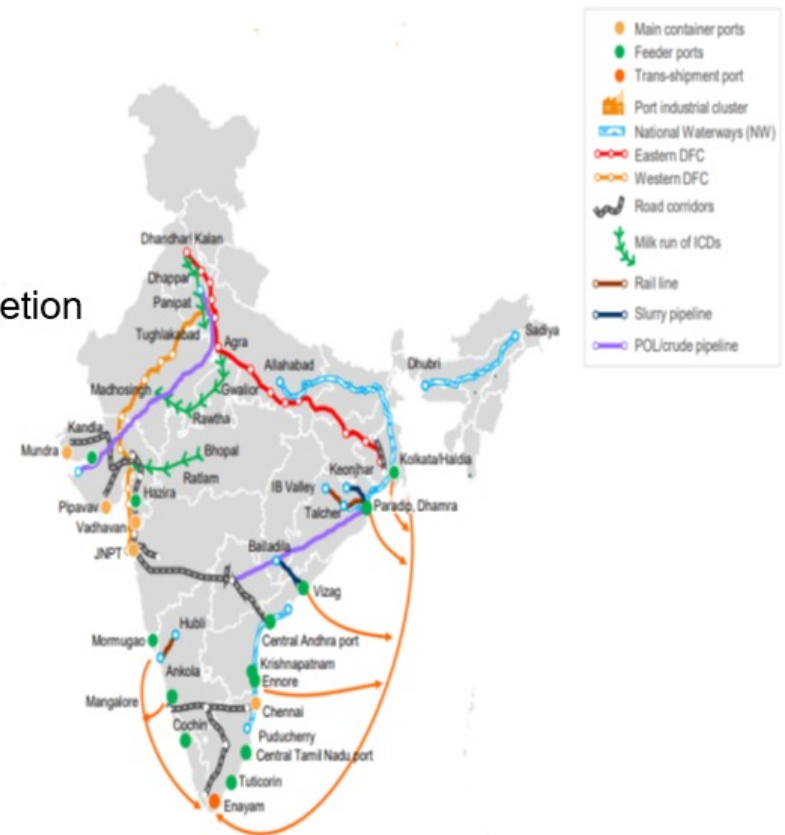 Main container ports
Feeder ports
Trans-shipment port
Port industrial cluster
National Waterways (NW)
Eastern DFC
Western DFC
Road corridors
Milk run of ICDs
Rail line
Slurry pipeline
POL/crude pipeline
Dhandhari Kalan
Dhappar
Panipat
etion
Tughlakabad
Agra
Sadiya
Allahabad
Dhubri
Madhosingh
Gwalior
Rawtha
Kandla
Mundra
Bhopal
Ratlam
Kolkata/Haldia
Keonjhar
IB Valley
Hazira
Pipavav
Talcher
Paradip, Dhamra
Vadhavan
JNPT
Bailadila
Vizag
Hubli
Mormugao
Central Andhra port
Ankola
Krishnapatnam
Ennore
Mangalore
Chennai
Cochin
Puducherry
Central Tamil Nadu port
Tuticorin
Enayam